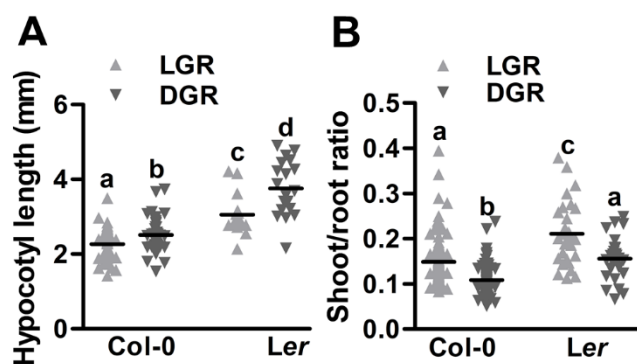 A
LGR
DGR
Hypocotyl length (mm)
6
4
2
0
a
b
c
d
Col-0
Ler
B
LGR
DGR
Shoot/root ratio
0.5
0.4
0.3
0.2
0.1
0.0
a
b
c
a
Col-0
Ler